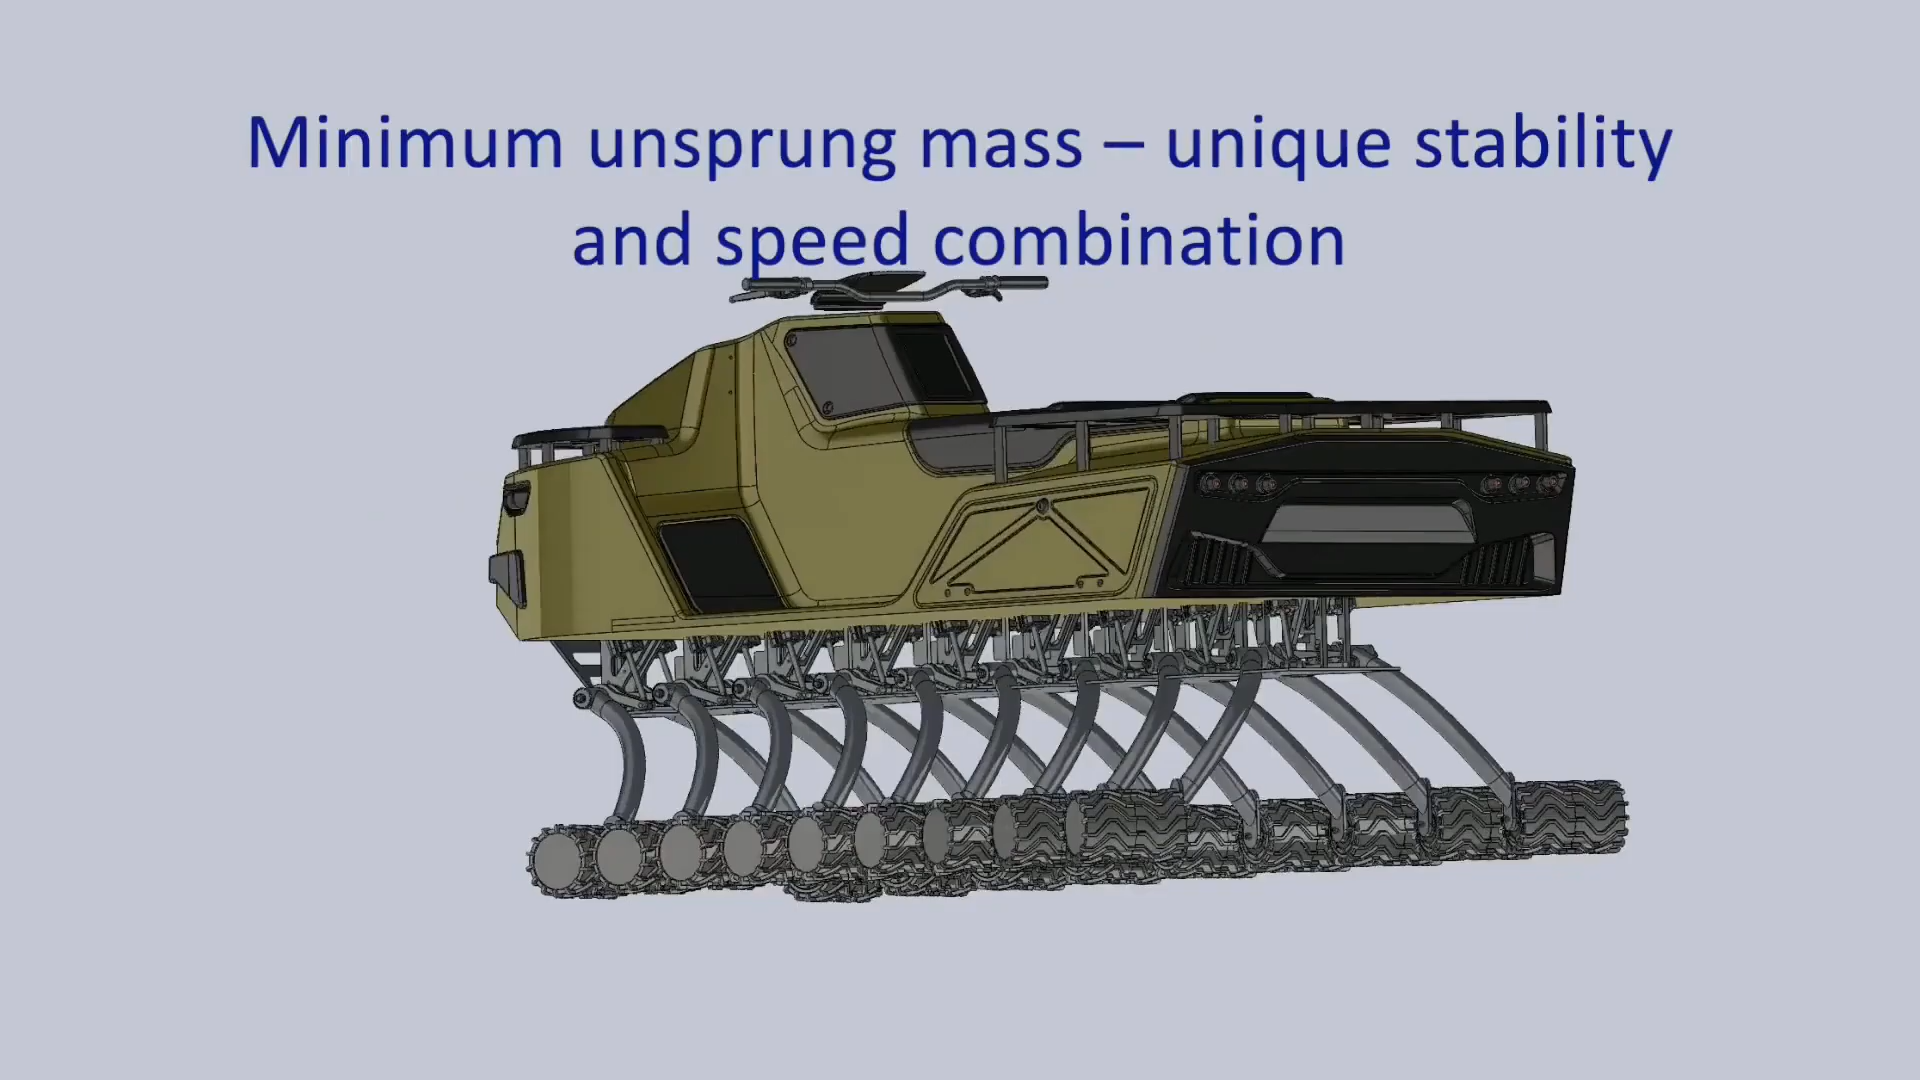 Minimum unsprung mass – unique stability
and speed combination